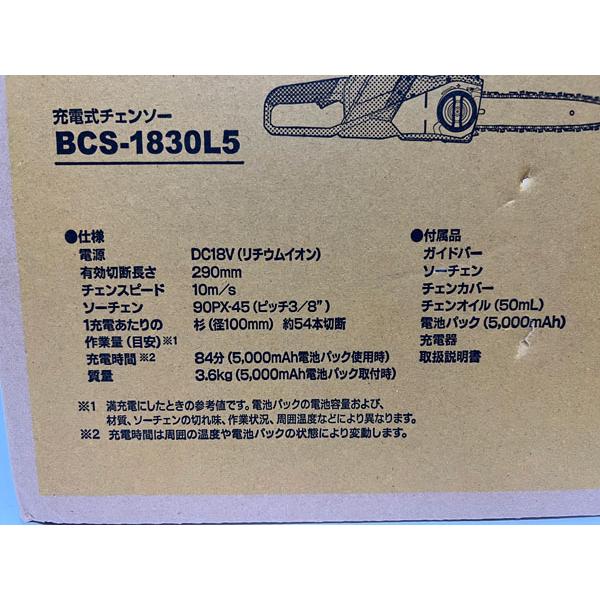 充電式チェンソー
BCS-1830L5
●仕様
電源 DC18V(リチウムイオン)
有効切断長さ 290mm
チェンスピード 10m/s
ソーチェン 90PX-45(ピッチ3/8")
1充電あたりの 杉(径100mm) 約54本切断
作業量(目安)※1
充電時間※2 84分(5,000mAh電池パック使用時)
質量 3.6kg(5,000mAh電池パック取付時)
※1 満充電にしたときの参考値です。電池パックの電池容量および、
材質、ソーチェンの切れ味、作業状況、周囲温度などにより異なります。
※2 充電時間は周囲の温度や電池パックの状態により変動します。
●付属品
ガイドバー
ソーチェン
チェンカバー
チェンオイル(50mL)
電池パック(5,000mAh)
充電器
取扱説明書